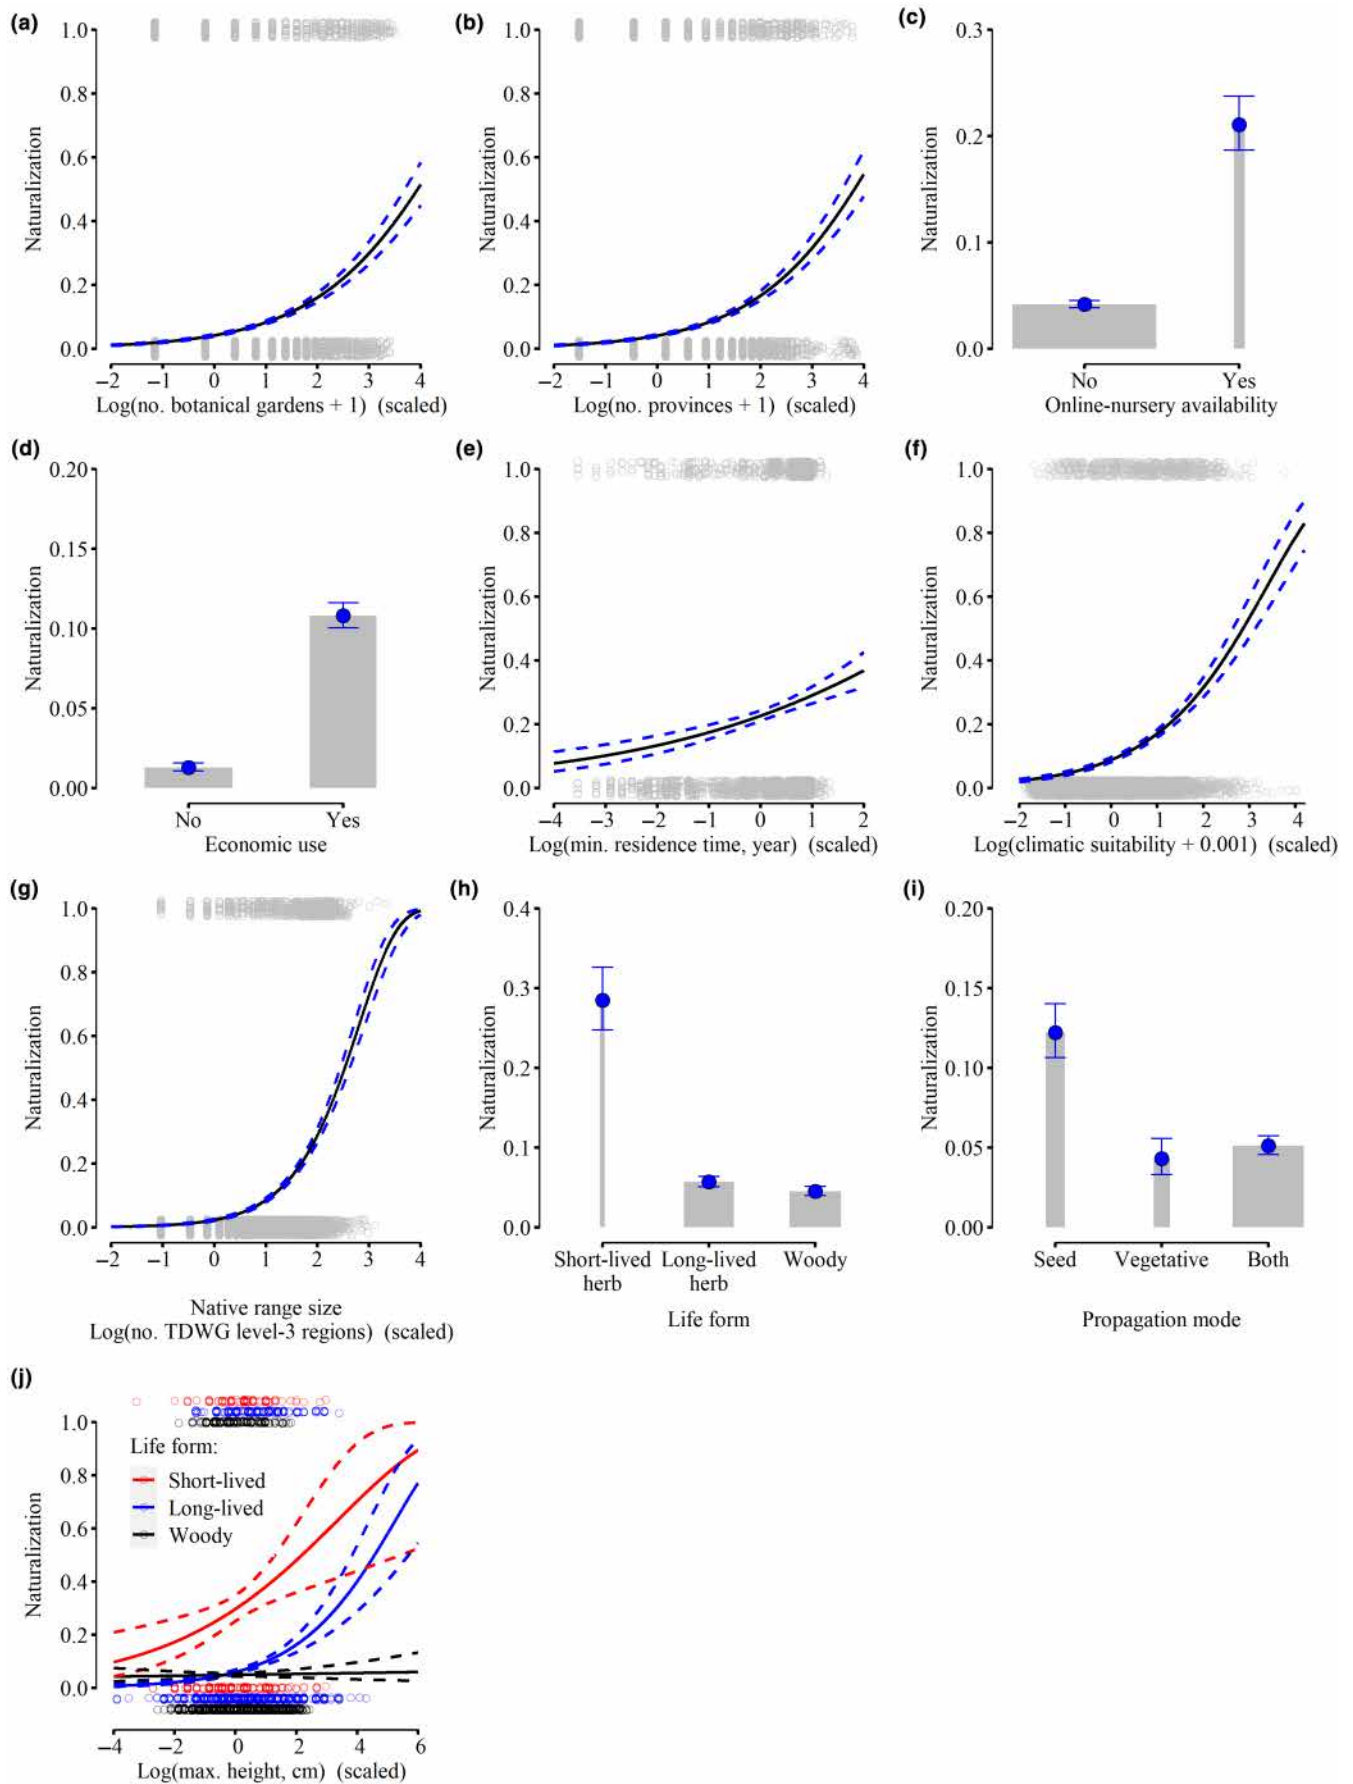 (a)
1.0
0.8
0.6
0.4
0.2
0.0
Naturalization
−2 −1 0 1 2 3 4
Log(no. botanical gardens + 1) (scaled)
(b)
1.0
0.8
0.6
0.4
0.2
0.0
Naturalization
−2 −1 0 1 2 3 4
Log(no. provinces + 1) (scaled)
(c)
0.3
0.2
0.1
0.0
Naturalization
No Yes
Online-nursery availability
(d)
0.20
0.15
0.10
0.05
0.00
Naturalization
No Yes
Economic use
(e)
1.0
0.8
0.6
0.4
0.2
0.0
Naturalization
−4 −3 −2 −1 0 1 2
Log(min. residence time, year) (scaled)
(f)
1.0
0.8
0.6
0.4
0.2
0.0
Naturalization
−2 −1 0 1 2 3 4
Log(climatic suitability + 0.001) (scaled)
(g)
1.0
0.8
0.6
0.4
0.2
0.0
Naturalization
−2 −1 0 1 2 3 4
Native range size
Log(no. TDWG level-3 regions) (scaled)
(h)
0.4
0.3
0.2
0.1
0.0
Naturalization
Short-lived Long-lived Woody
herb herb
Life form
(i)
0.20
0.15
0.10
0.05
0.00
Naturalization
Seed Vegetative Both
Propagation mode
(j)
1.0
0.8
0.6
0.4
0.2
0.0
Naturalization
Life form:
Short-lived
Long-lived
Woody
−4 −2 0 2 4 6
Log(max. height, cm) (scaled)